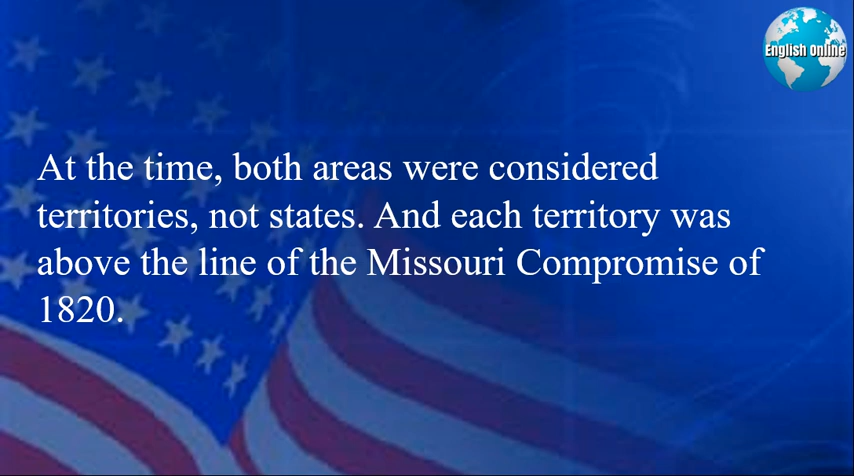 English Online
At the time, both areas were considered
territories, not states. And each territory was
above the line of the Missouri Compromise of
1820.